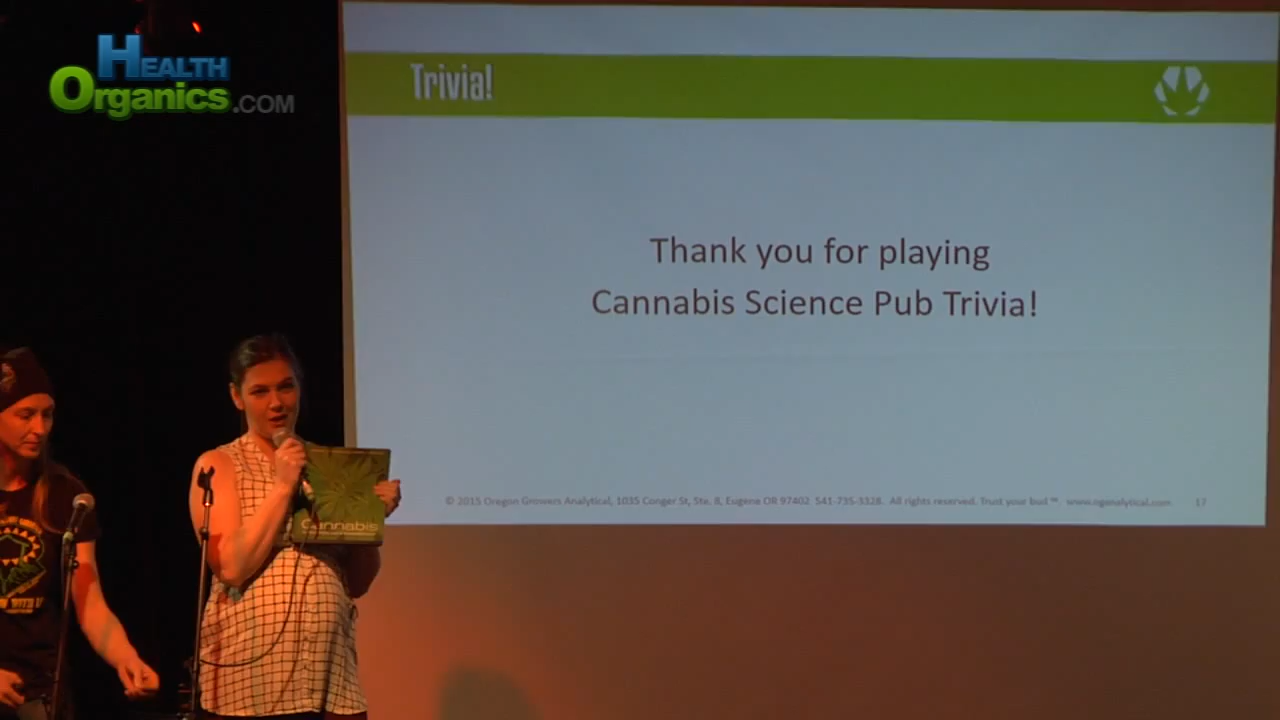 Health
Organics.com
Trivia!
Thank you for playing
Cannabis Science Pub Trivia!
© 2015 Oregon Growers Analytical, 1035 Conger St, Ste. 8, Eugene OR 97402 541-735-3328. All rights reserved. Trust your bud™ www.oganalytical.com 17
Cannabis